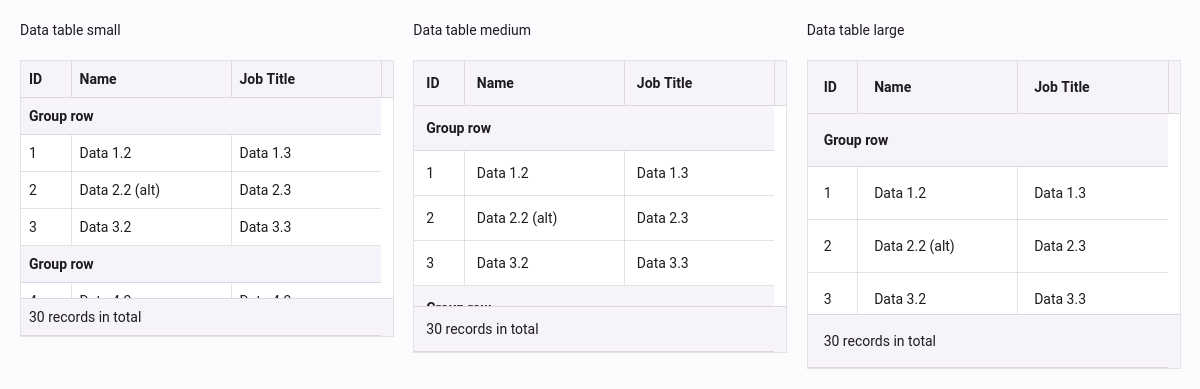 Data table small
ID Name Job Title
Group row
1 Data 1.2 Data 1.3
2 Data 2.2 (alt) Data 2.3
3 Data 3.2 Data 3.3
Group row
30 records in total
Data table medium
ID Name Job Title
Group row
1 Data 1.2 Data 1.3
2 Data 2.2 (alt) Data 2.3
3 Data 3.2 Data 3.3
Group row
30 records in total
Data table large
ID Name Job Title
Group row
1 Data 1.2 Data 1.3
2 Data 2.2 (alt) Data 2.3
3 Data 3.2 Data 3.3
30 records in total